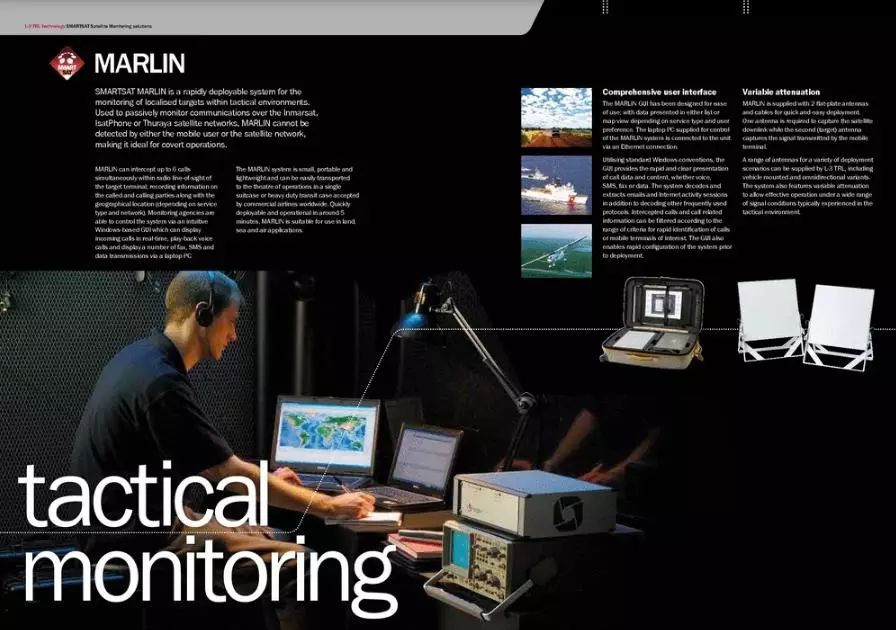 L-3 TRL Technology SMARTSAT Satellite Monitoring solutions
SMART
SAT
MARLIN
SMARTSAT MARLIN is a rapidly deployable system for the
monitoring of localised targets within tactical environments.
Used to passively monitor communications over the Inmarsat,
IsatPhone or Thuraya satellite networks, MARLIN cannot be
detected by either the mobile user or the satellite network,
making it ideal for covert operations.
MARLIN can intercept up to 6 calls
simultaneously within radio line-of-sight of
the target terminal; recording information on
the called and calling parties along with the
geographical location (depending on service
type and network). Monitoring agencies are
able to control the system via an intuitive
Windows-based GUI which can display
incoming calls in real-time, play back voice
calls and display a number of fax, SMS and
data transmissions via a laptop PC.
The MARLIN system is small, portable and
lightweight and can be easily transported
to the theatre of operations in a single
suitcase or heavy duty transit case accepted
by commercial airlines worldwide. Quickly
deployable and operational in around 5
minutes, MARLIN is suitable for use in land,
sea and air applications.
Comprehensive user interface
The MARLIN GUI has been designed for ease
of use; with data presented in either list or
map view depending on service type and user
preference. The laptop PC supplied for control
of the MARLIN system is connected to the unit
via an Ethernet connection.
Utilising standard Windows conventions, the
GUI provides the rapid and clear presentation
of call data and content, whether voice,
SMS, fax or data. The system decodes and
extracts emails and Internet activity sessions
in addition to decoding other frequently used
protocols. Intercepted calls and call related
information can be filtered according to the
range of criteria for rapid identification of calls
or mobile terminals of interest. The GUI also
enables rapid configuration of the system prior
to deployment.
Variable attenuation
MARLIN is supplied with 2 flat-plate antennas
and cables for quick and easy deployment.
One antenna is required to capture the satellite
downlink while the second (target) antenna
captures the signal transmitted by the mobile
terminal.
A range of antennas for a variety of deployment
scenarios can be supplied by L-3 TRL, including
vehicle mounted and omnidirectional variants.
The system also features variable attenuation
to allow effective operation under a wide range
of signal conditions typically experienced in the
tactical environment.
tactical
monitoring